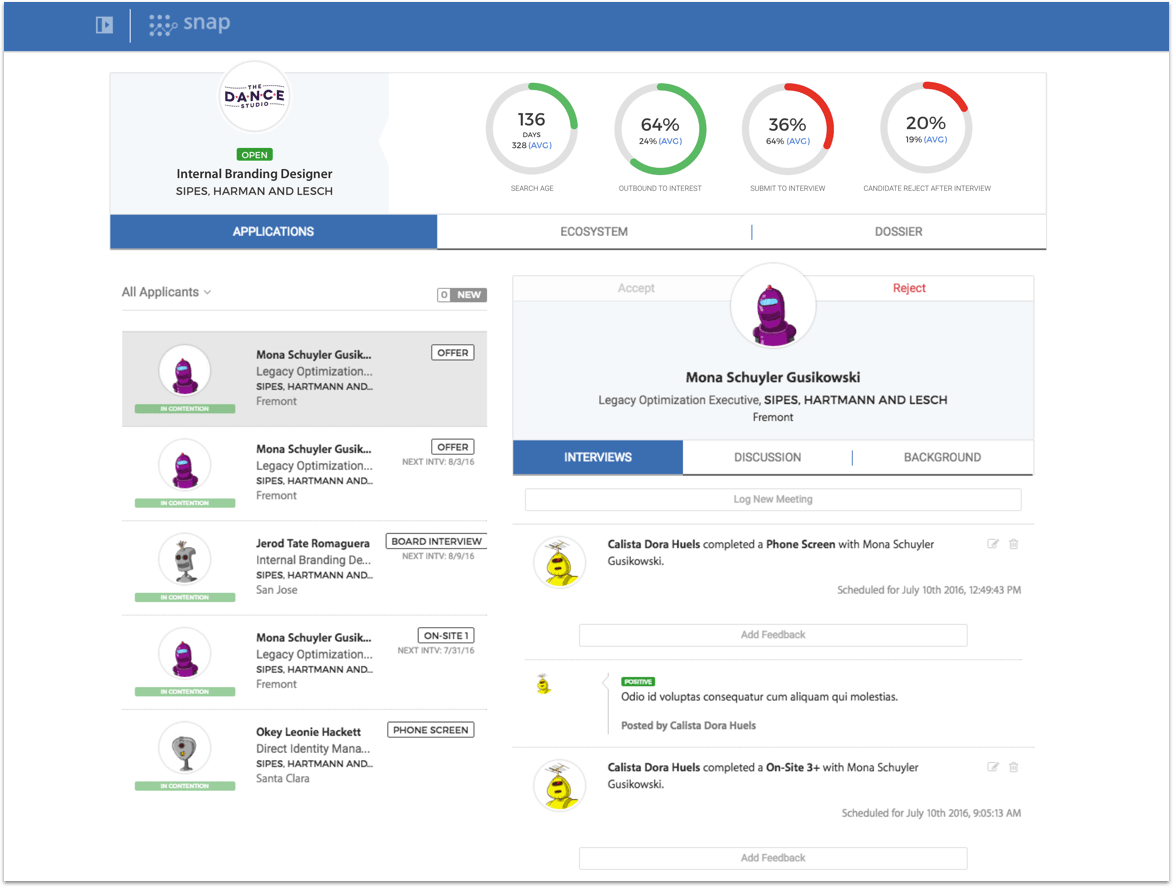 snap
THE
D·A·N·C·E
STUDIO
OPEN
Internal Branding Designer
SIPES, HARMAN AND LESCH
136
DAYS
328 (AVG)
SEARCH AGE
64%
24% (AVG)
OUTBOUND TO INTEREST
36%
64% (AVG)
SUBMIT TO INTERVIEW
20%
19% (AVG)
CANDIDATE REJECT AFTER INTERVIEW
APPLICATIONS
ECOSYSTEM
DOSSIER
All Applicants
0 NEW
Mona Schuyler Gusik...
OFFER
Legacy Optimization...
SIPES, HARTMANN AND...
Fremont
IN CONTENTION
Mona Schuyler Gusik...
OFFER
Legacy Optimization...
NEXT INTV: 8/3/16
SIPES, HARTMANN AND...
Fremont
IN CONTENTION
Jerod Tate Romaguera
BOARD INTERVIEW
Internal Branding De...
NEXT INTV: 8/9/16
SIPES, HARTMANN AND...
San Jose
IN CONTENTION
Mona Schuyler Gusik...
ON-SITE 1
Legacy Optimization...
NEXT INTV: 7/31/16
SIPES, HARTMANN AND...
Fremont
IN CONTENTION
Okey Leonie Hackett
PHONE SCREEN
Direct Identity Mana...
SIPES, HARTMANN AND...
Santa Clara
IN CONTENTION
Accept
Reject
Mona Schuyler Gusikowski
Legacy Optimization Executive, SIPES, HARTMANN AND LESCH
Fremont
INTERVIEWS
DISCUSSION
BACKGROUND
Log New Meeting
Calista Dora Huels completed a Phone Screen with Mona Schuyler
Gusikowski.
Scheduled for July 10th 2016, 12:49:43 PM
Add Feedback
POSITIVE
Odio id voluptas consequatur cum aliquam qui molestias.
Posted by Calista Dora Huels
Calista Dora Huels completed a On-Site 3+ with Mona Schuyler
Gusikowski.
Scheduled for July 10th 2016, 9:05:13 AM
Add Feedback